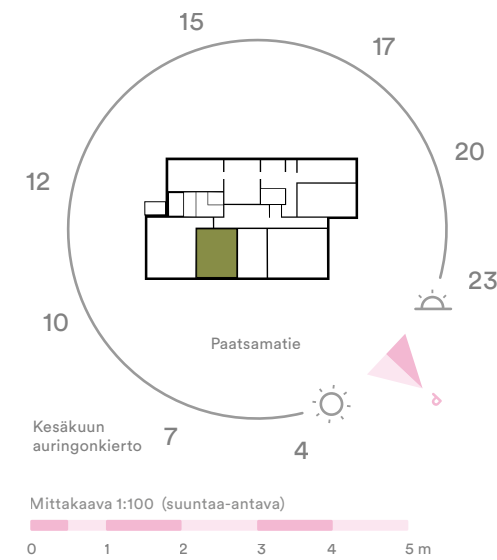 15
17
12
20
23
10
Paatsamatie
Kesäkuun
auringonkierto
7
4
P
Mittakaava 1:100 (suuntaa-antava)
0 1 2 3 4 5 m